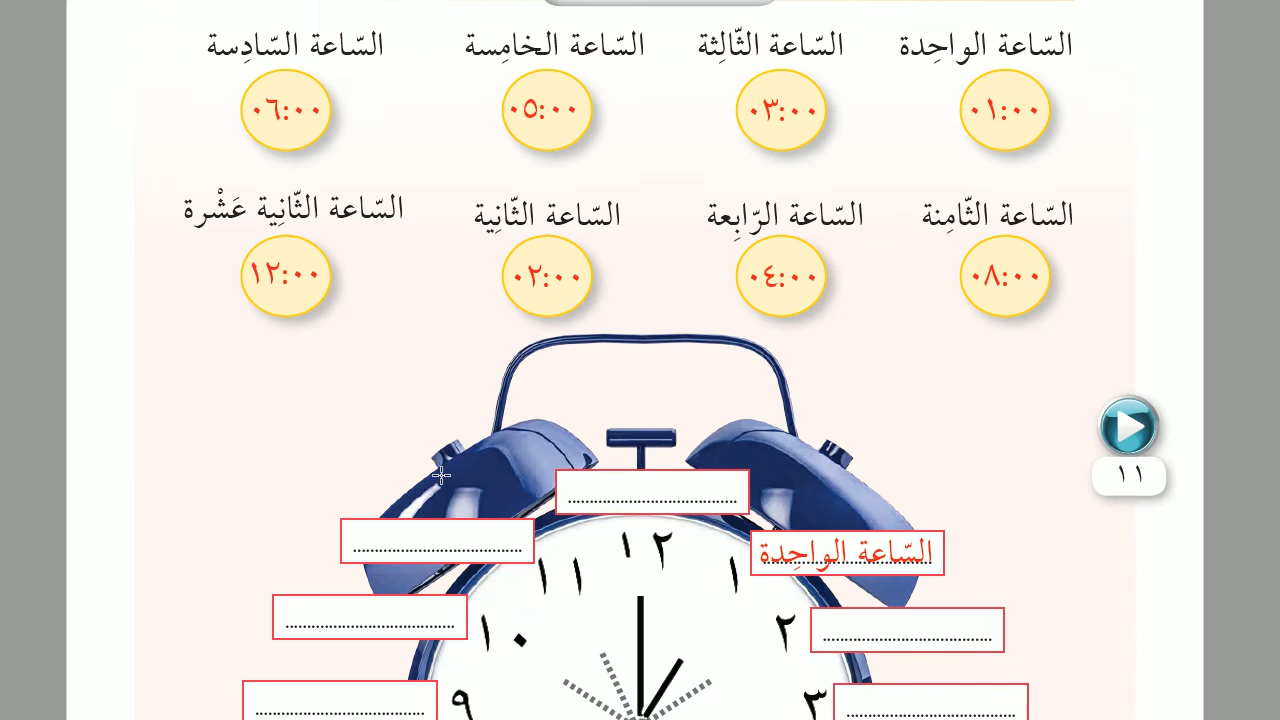 السّاعة الواحِدة السّاعة الثّالِثة السّاعة الخامِسة السّاعة السّادِسة
٠١:٠٠ ٠٣:٠٠ ٠٥:٠٠ ٠٦:٠٠
السّاعة الثّامِنة السّاعة الرّابِعة السّاعة الثّانِية السّاعة الثّانِية عَشْرة
٠٨:٠٠ ٠٤:٠٠ ٠٢:٠٠ ١٢:٠٠
١١
السّاعة الواحِدة
١٢
١
١١
٢
١٠
٣
٩